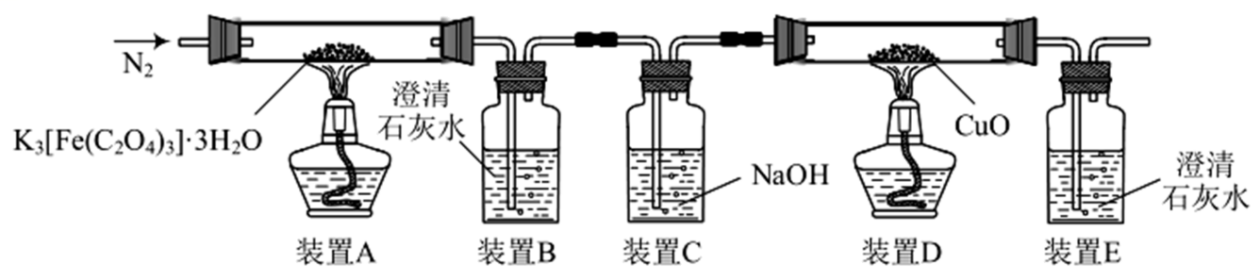 N₂
K₃[Fe(C₂O₄)₃]·3H₂O
澄清
石灰水
NaOH
CuO
澄清
石灰水
装置A
装置B
装置C
装置D
装置E